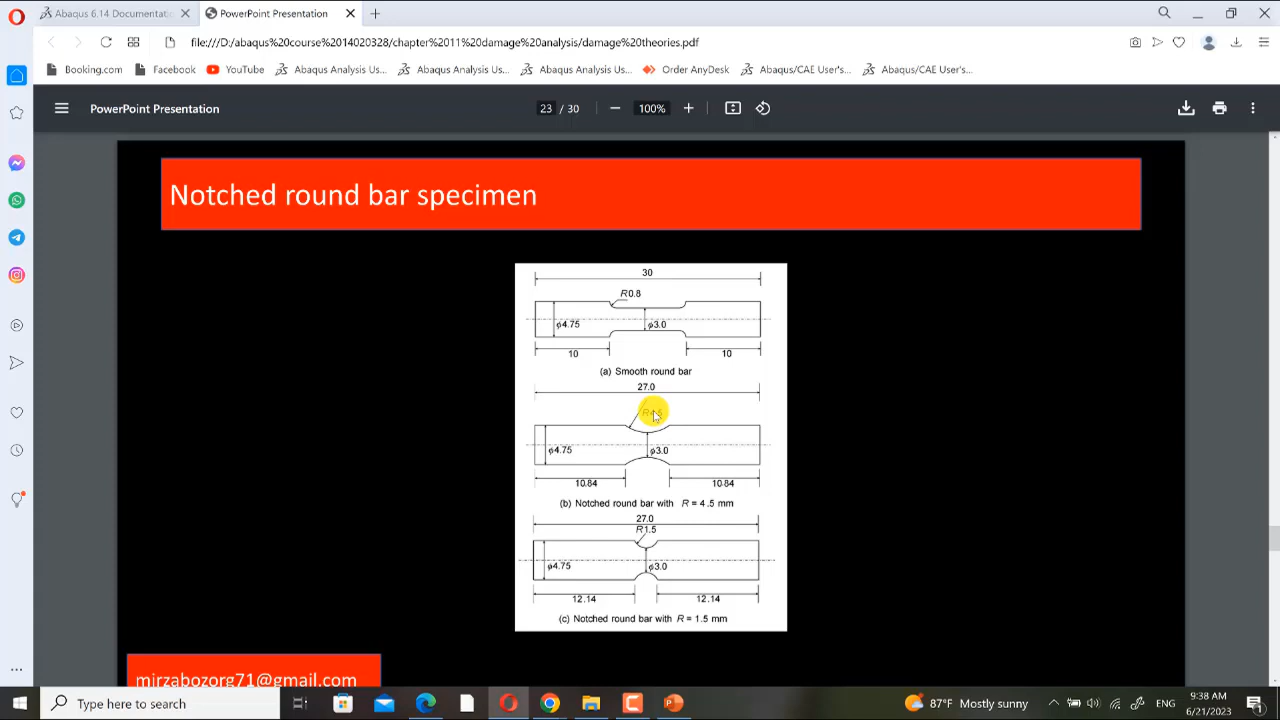 Abaqus 6.14 Documentati
PowerPoint Presentation
file:///D:/abaqus%20course%2014020328/chapter%2011%20damage%20analysis/damage%20theories.pdf
Booking.com
Facebook
YouTube
Abaqus Analysis Us...
Abaqus Analysis Us...
Abaqus Analysis Us...
Order AnyDesk
Abaqus/CAE User's...
Abaqus/CAE User's...
PowerPoint Presentation
23 / 30
100%
Notched round bar specimen
30
R0.8
φ4.75
φ3.0
10
10
(a) Smooth round bar
27.0
φ4.75
φ3.0
10.84
10.84
(b) Notched round bar with R = 4.5 mm
27.0
R1.5
φ4.75
φ3.0
12.14
12.14
(c) Notched round bar with R = 1.5 mm
mirzabozorg71@gmail.com
Type here to search
87°F Mostly sunny
ENG
9:38 AM
6/21/2023